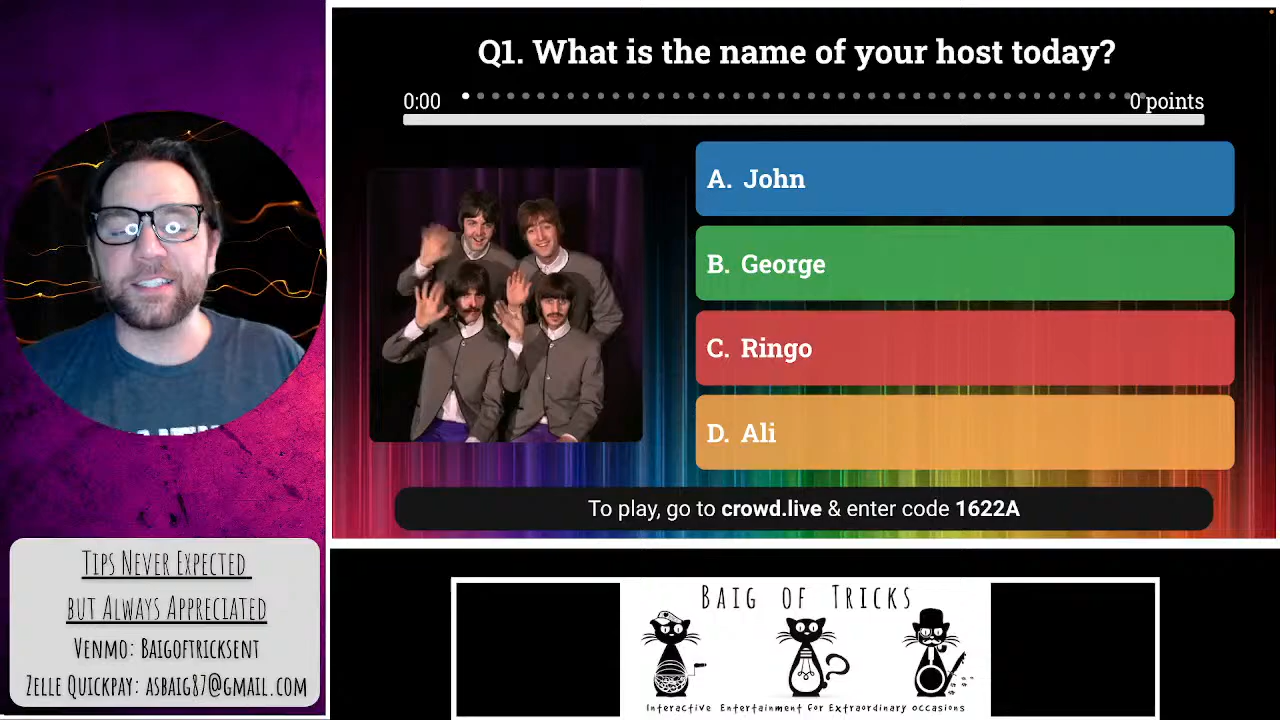 Q1. What is the name of your host today?
0:00
0 points
A. John
B. George
C. Ringo
D. Ali
To play, go to crowd.live & enter code 1622A
Tips Never Expected
but Always Appreciated
Venmo: Baigoftricksent
Zelle Quickpay: asbaig87@gmail.com
Baig of Tricks
Interactive Entertainment for Extraordinary occasions